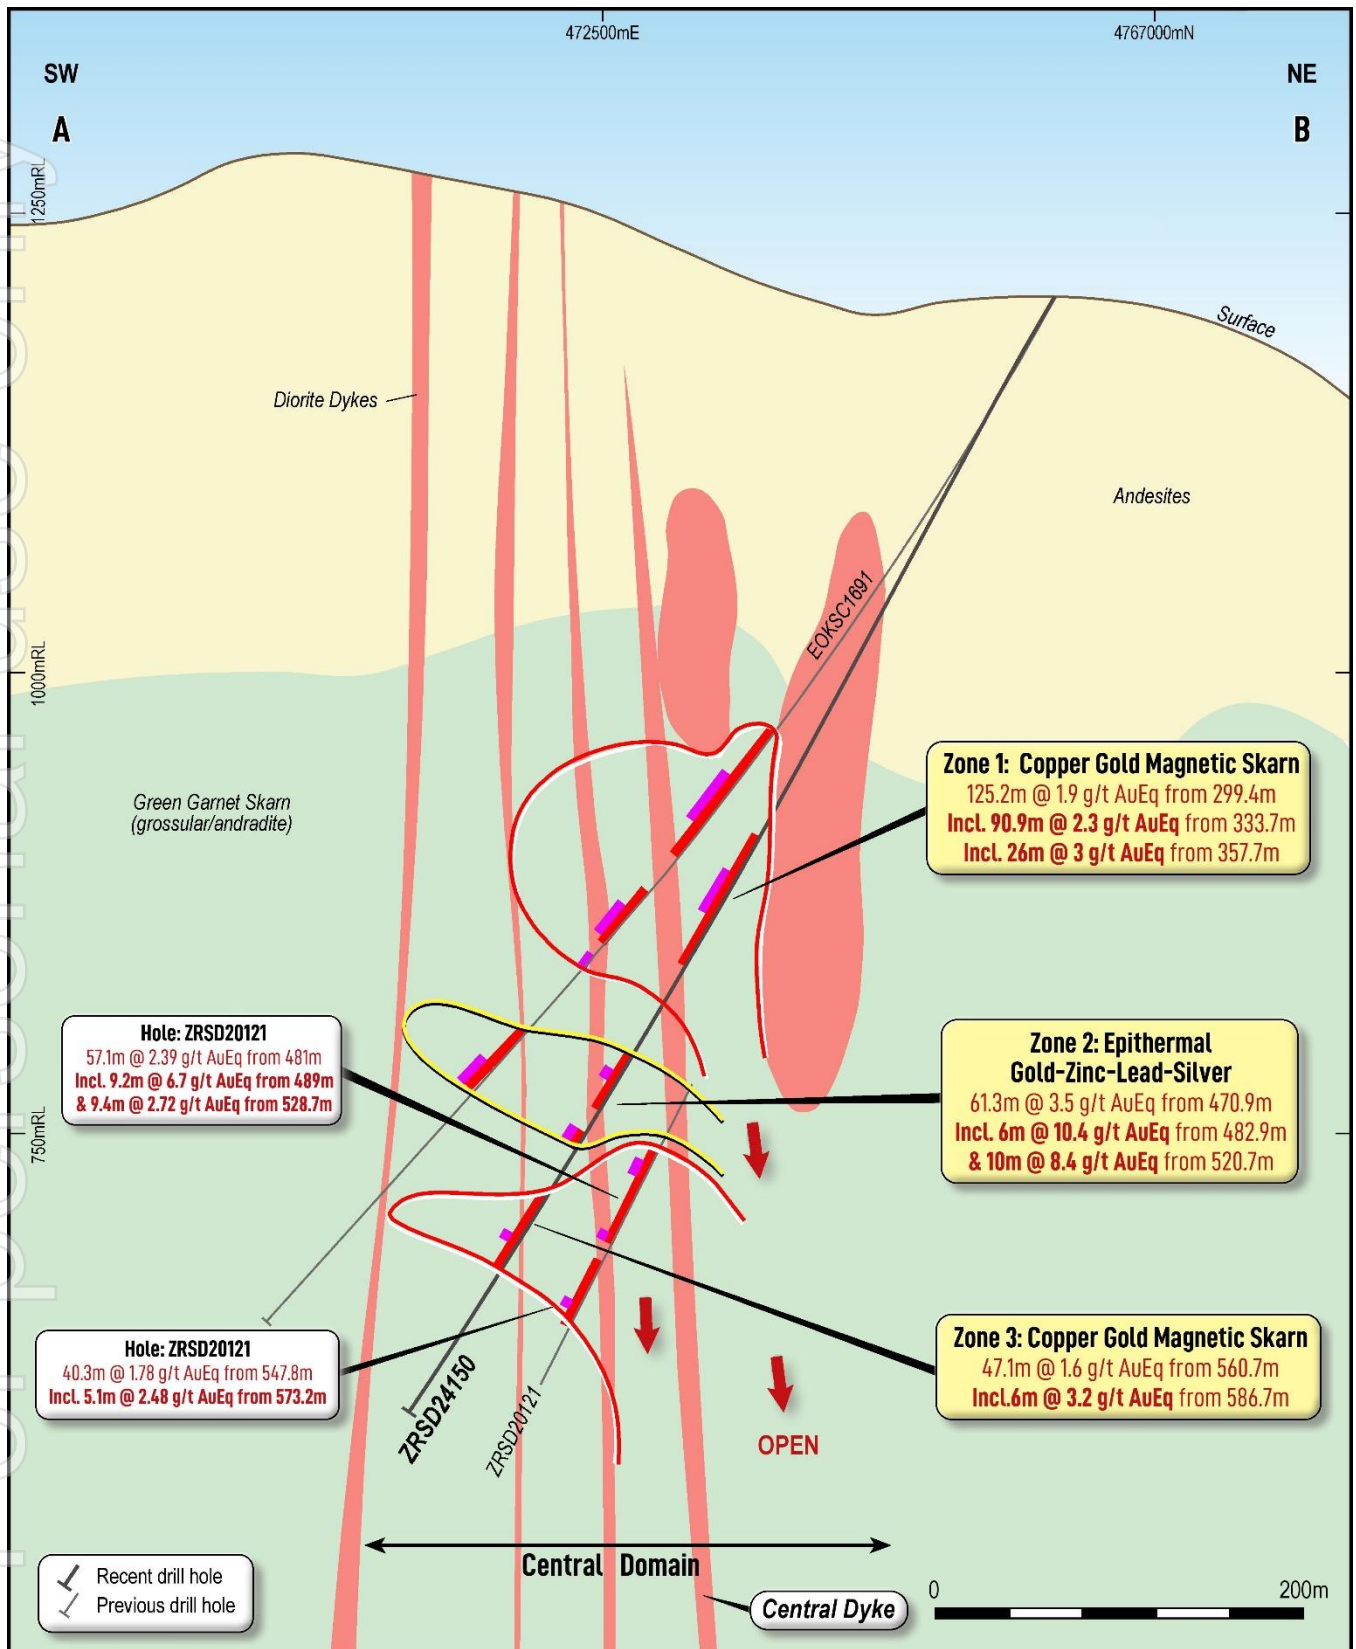 472500mE
4767000mN
SW
NE
A
B
1250mRL
Surface
Diorite Dykes
Andesites
EOKSC1691
1000mRL
Zone 1: Copper Gold Magnetic Skarn
125.2m @ 1.9 g/t AuEq from 299.4m
Incl. 90.9m @ 2.3 g/t AuEq from 333.7m
Incl. 26m @ 3 g/t AuEq from 357.7m
Green Garnet Skarn
(grossular/andradite)
Hole: ZRSD20121
57.1m @ 2.39 g/t AuEq from 481m
Incl. 9.2m @ 6.7 g/t AuEq from 489m
& 9.4m @ 2.72 g/t AuEq from 528.7m
Zone 2: Epithermal
Gold-Zinc-Lead-Silver
61.3m @ 3.5 g/t AuEq from 470.9m
Incl. 6m @ 10.4 g/t AuEq from 482.9m
& 10m @ 8.4 g/t AuEq from 520.7m
750mRL
Hole: ZRSD20121
40.3m @ 1.78 g/t AuEq from 547.8m
Incl. 5.1m @ 2.48 g/t AuEq from 573.2m
Zone 3: Copper Gold Magnetic Skarn
47.1m @ 1.6 g/t AuEq from 560.7m
Incl.6m @ 3.2 g/t AuEq from 586.7m
ZRSD24150
ZRSD20121
OPEN
Central Domain
Recent drill hole
Previous drill hole
Central Dyke
0
200m